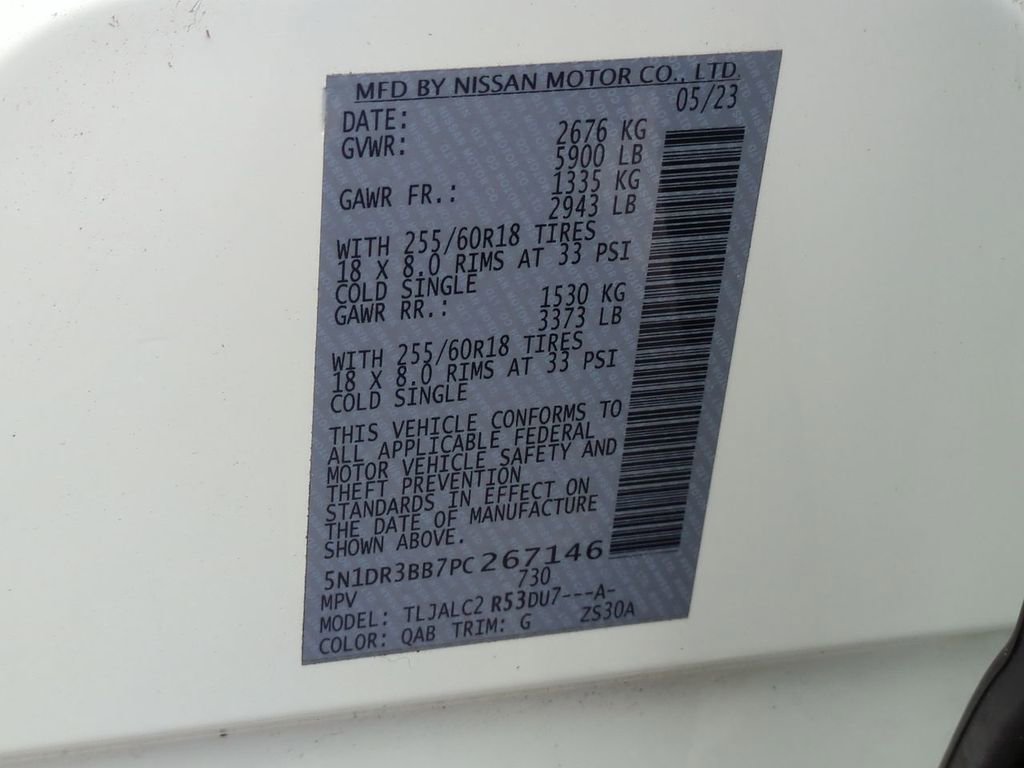 MFD BY NISSAN MOTOR CO., LTD.
DATE: 05/23
GVWR: 2676 KG
5900 LB
GAWR FR.: 1335 KG
2943 LB
WITH 255/60R18 TIRES
18 X 8.0 RIMS AT 33 PSI
COLD SINGLE
GAWR RR.: 1530 KG
3373 LB
WITH 255/60R18 TIRES
18 X 8.0 RIMS AT 33 PSI
COLD SINGLE
THIS VEHICLE CONFORMS TO
ALL APPLICABLE FEDERAL
MOTOR VEHICLE SAFETY AND
THEFT PREVENTION
STANDARDS IN EFFECT ON
THE DATE OF MANUFACTURE
SHOWN ABOVE.
5N1DR3BB7PC267146
MPV 730
MODEL: TLJALC2 R53DU7---A-
COLOR: QAB TRIM: G ZS30A